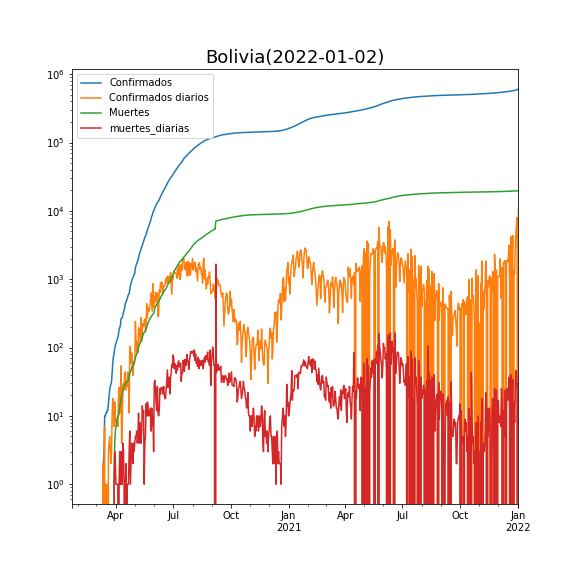 Bolivia(2022-01-02)
Confirmados
Confirmados diarios
Muertes
muertes_diarias
10⁶
10⁵
10⁴
10³
10²
10¹
10⁰
Apr Jul Oct Jan Apr Jul Oct Jan
2021 2022